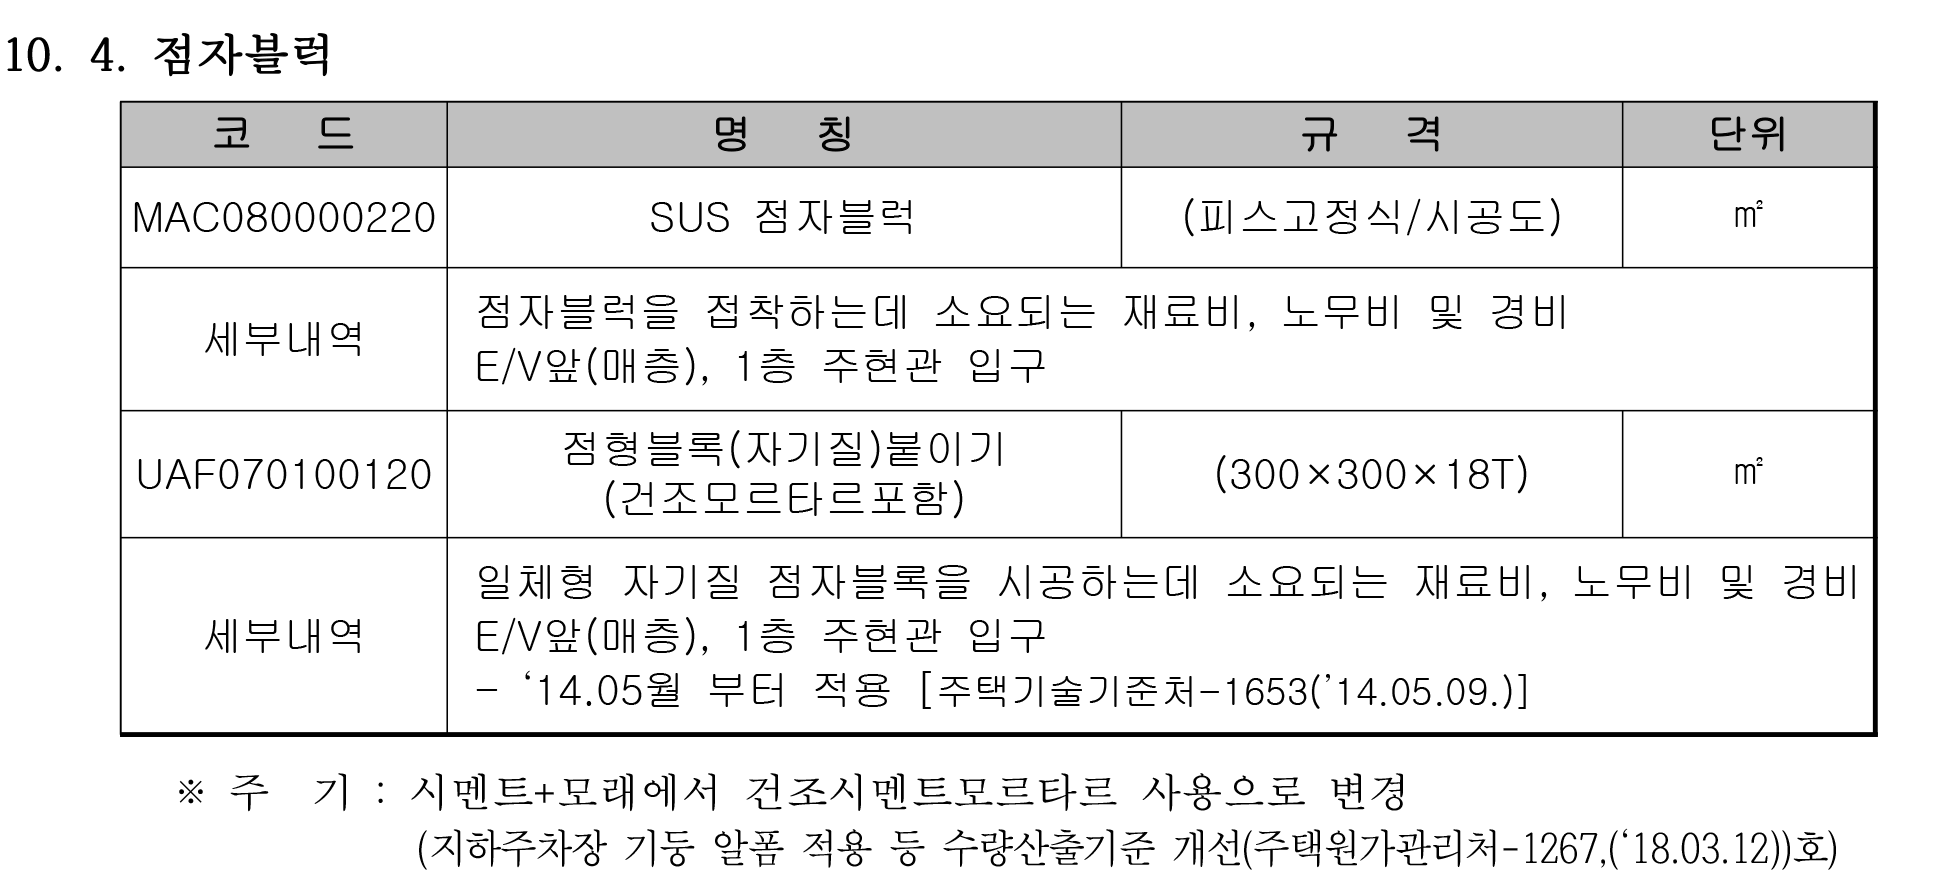 10. 4. 점자블럭
코 드 명 칭 규 격 단위
MAC080000220 SUS 점자블럭 (피스고정식/시공도) ㎡
세부내역
점자블럭을 접착하는데 소요되는 재료비, 노무비 및 경비
E/V앞(매층), 1층 주현관 입구
UAF070100120
점형블록(자기질)붙이기
(건조모르타르포함)
(300×300×18T) ㎡
세부내역
일체형 자기질 점자블록을 시공하는데 소요되는 재료비, 노무비 및 경비
E/V앞(매층), 1층 주현관 입구
- ‘14.05월 부터 적용 [주택기술기준처-1653(’14.05.09.)]
※ 주 기 : 시멘트+모래에서 건조시멘트모르타르 사용으로 변경
(지하주차장 기둥 알폼 적용 등 수량산출기준 개선(주택원가관리처-1267,(‘18.03.12))호)